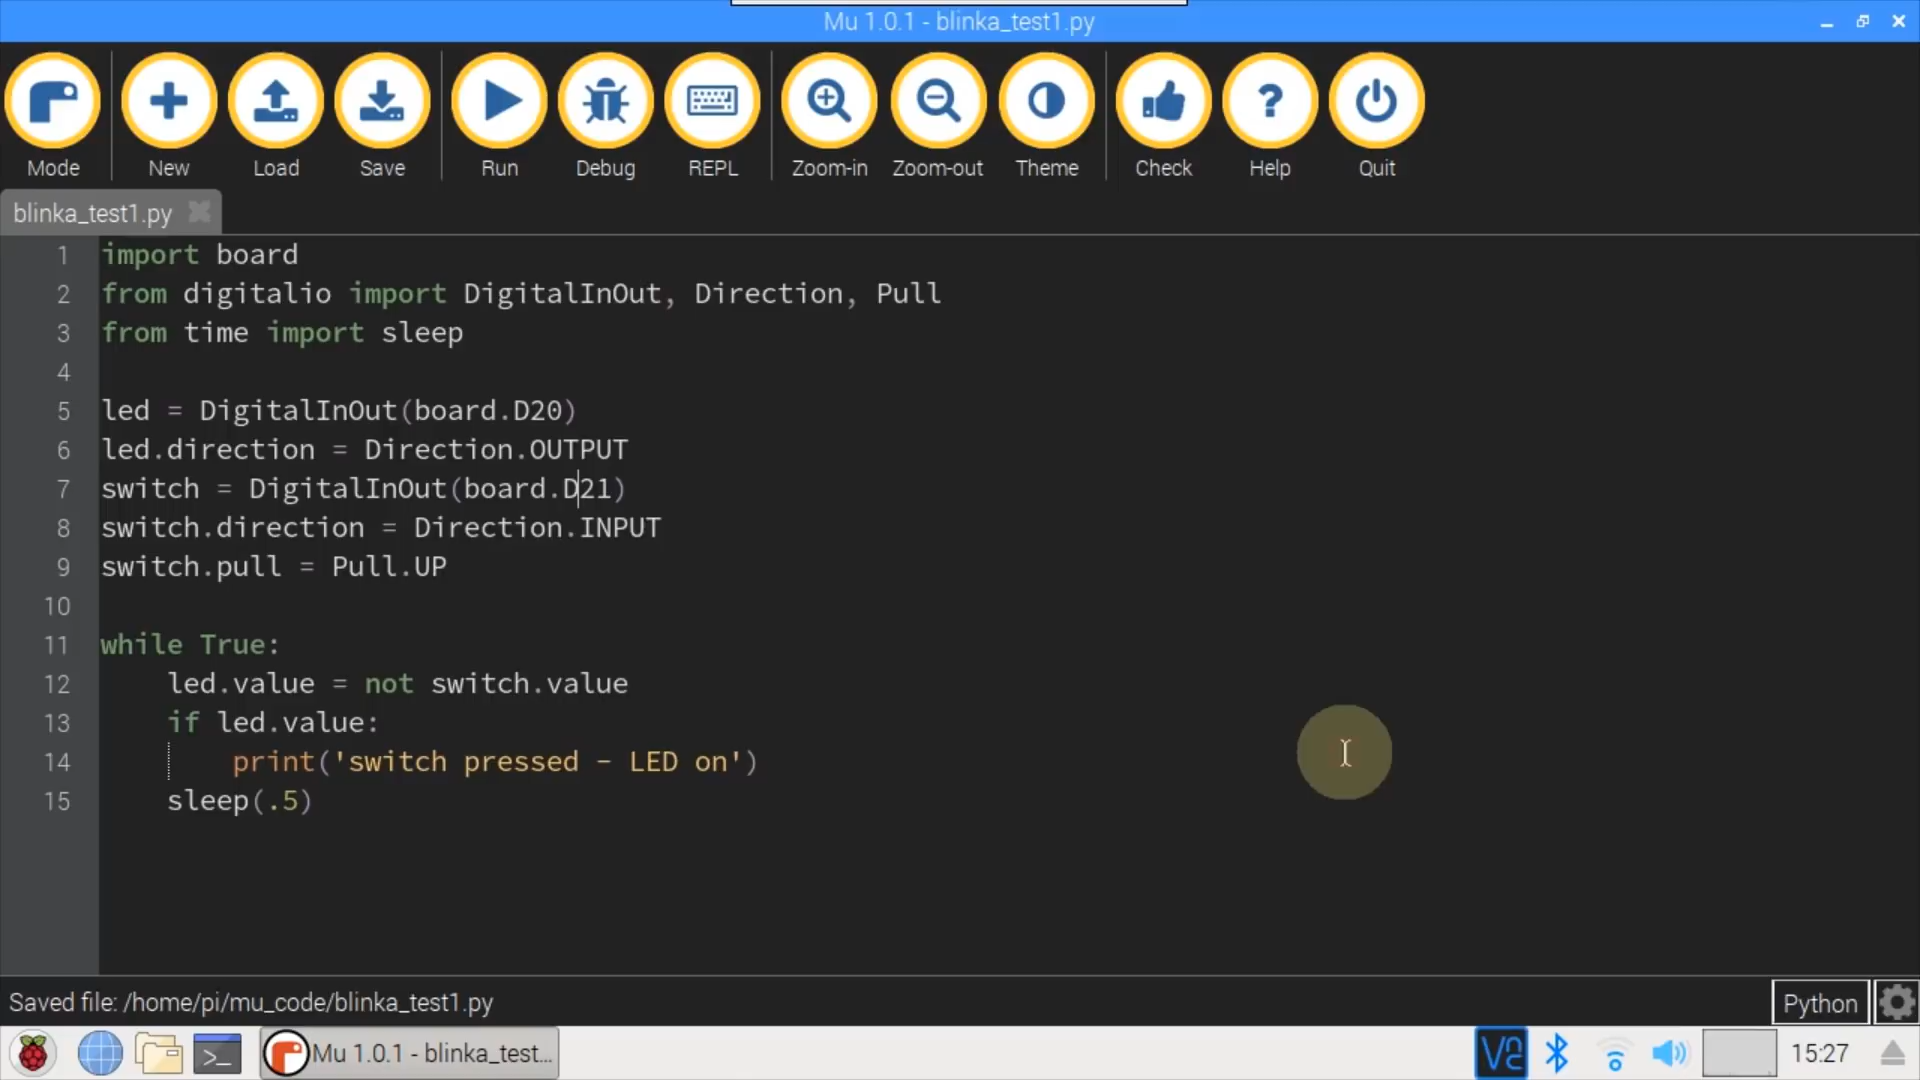 Mu 1.0.1 - blinka_test1.py
Mode New Load Save Run Debug REPL Zoom-in Zoom-out Theme Check Help Quit
blinka_test1.py
1 import board
2 from digitalio import DigitalInOut, Direction, Pull
3 from time import sleep
4
5 led = DigitalInOut(board.D20)
6 led.direction = Direction.OUTPUT
7 switch = DigitalInOut(board.D21)
8 switch.direction = Direction.INPUT
9 switch.pull = Pull.UP
10
11 while True:
12     led.value = not switch.value
13     if led.value:
14         print('switch pressed - LED on')
15     sleep(.5)
Saved file: /home/pi/mu_code/blinka_test1.py
Python
Mu 1.0.1 - blinka_test...
15:27